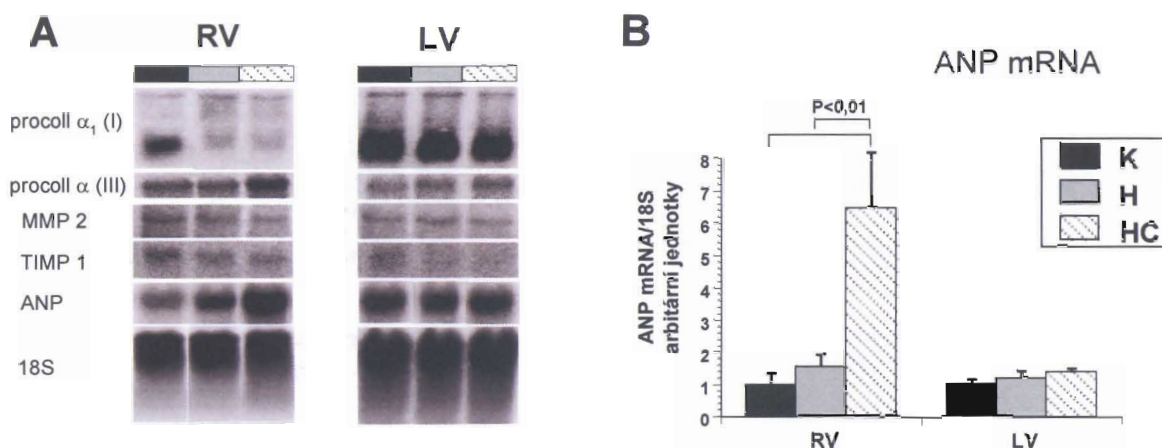 A
RV
LV
procoll α₁ (I)
procoll α (III)
MMP 2
TIMP 1
ANP
18S
B
ANP mRNA
P<0,01
ANP mRNA/18S
arbitární jednotky
8
7
6
5
4
3
2
1
0
RV
LV
K
H
HC